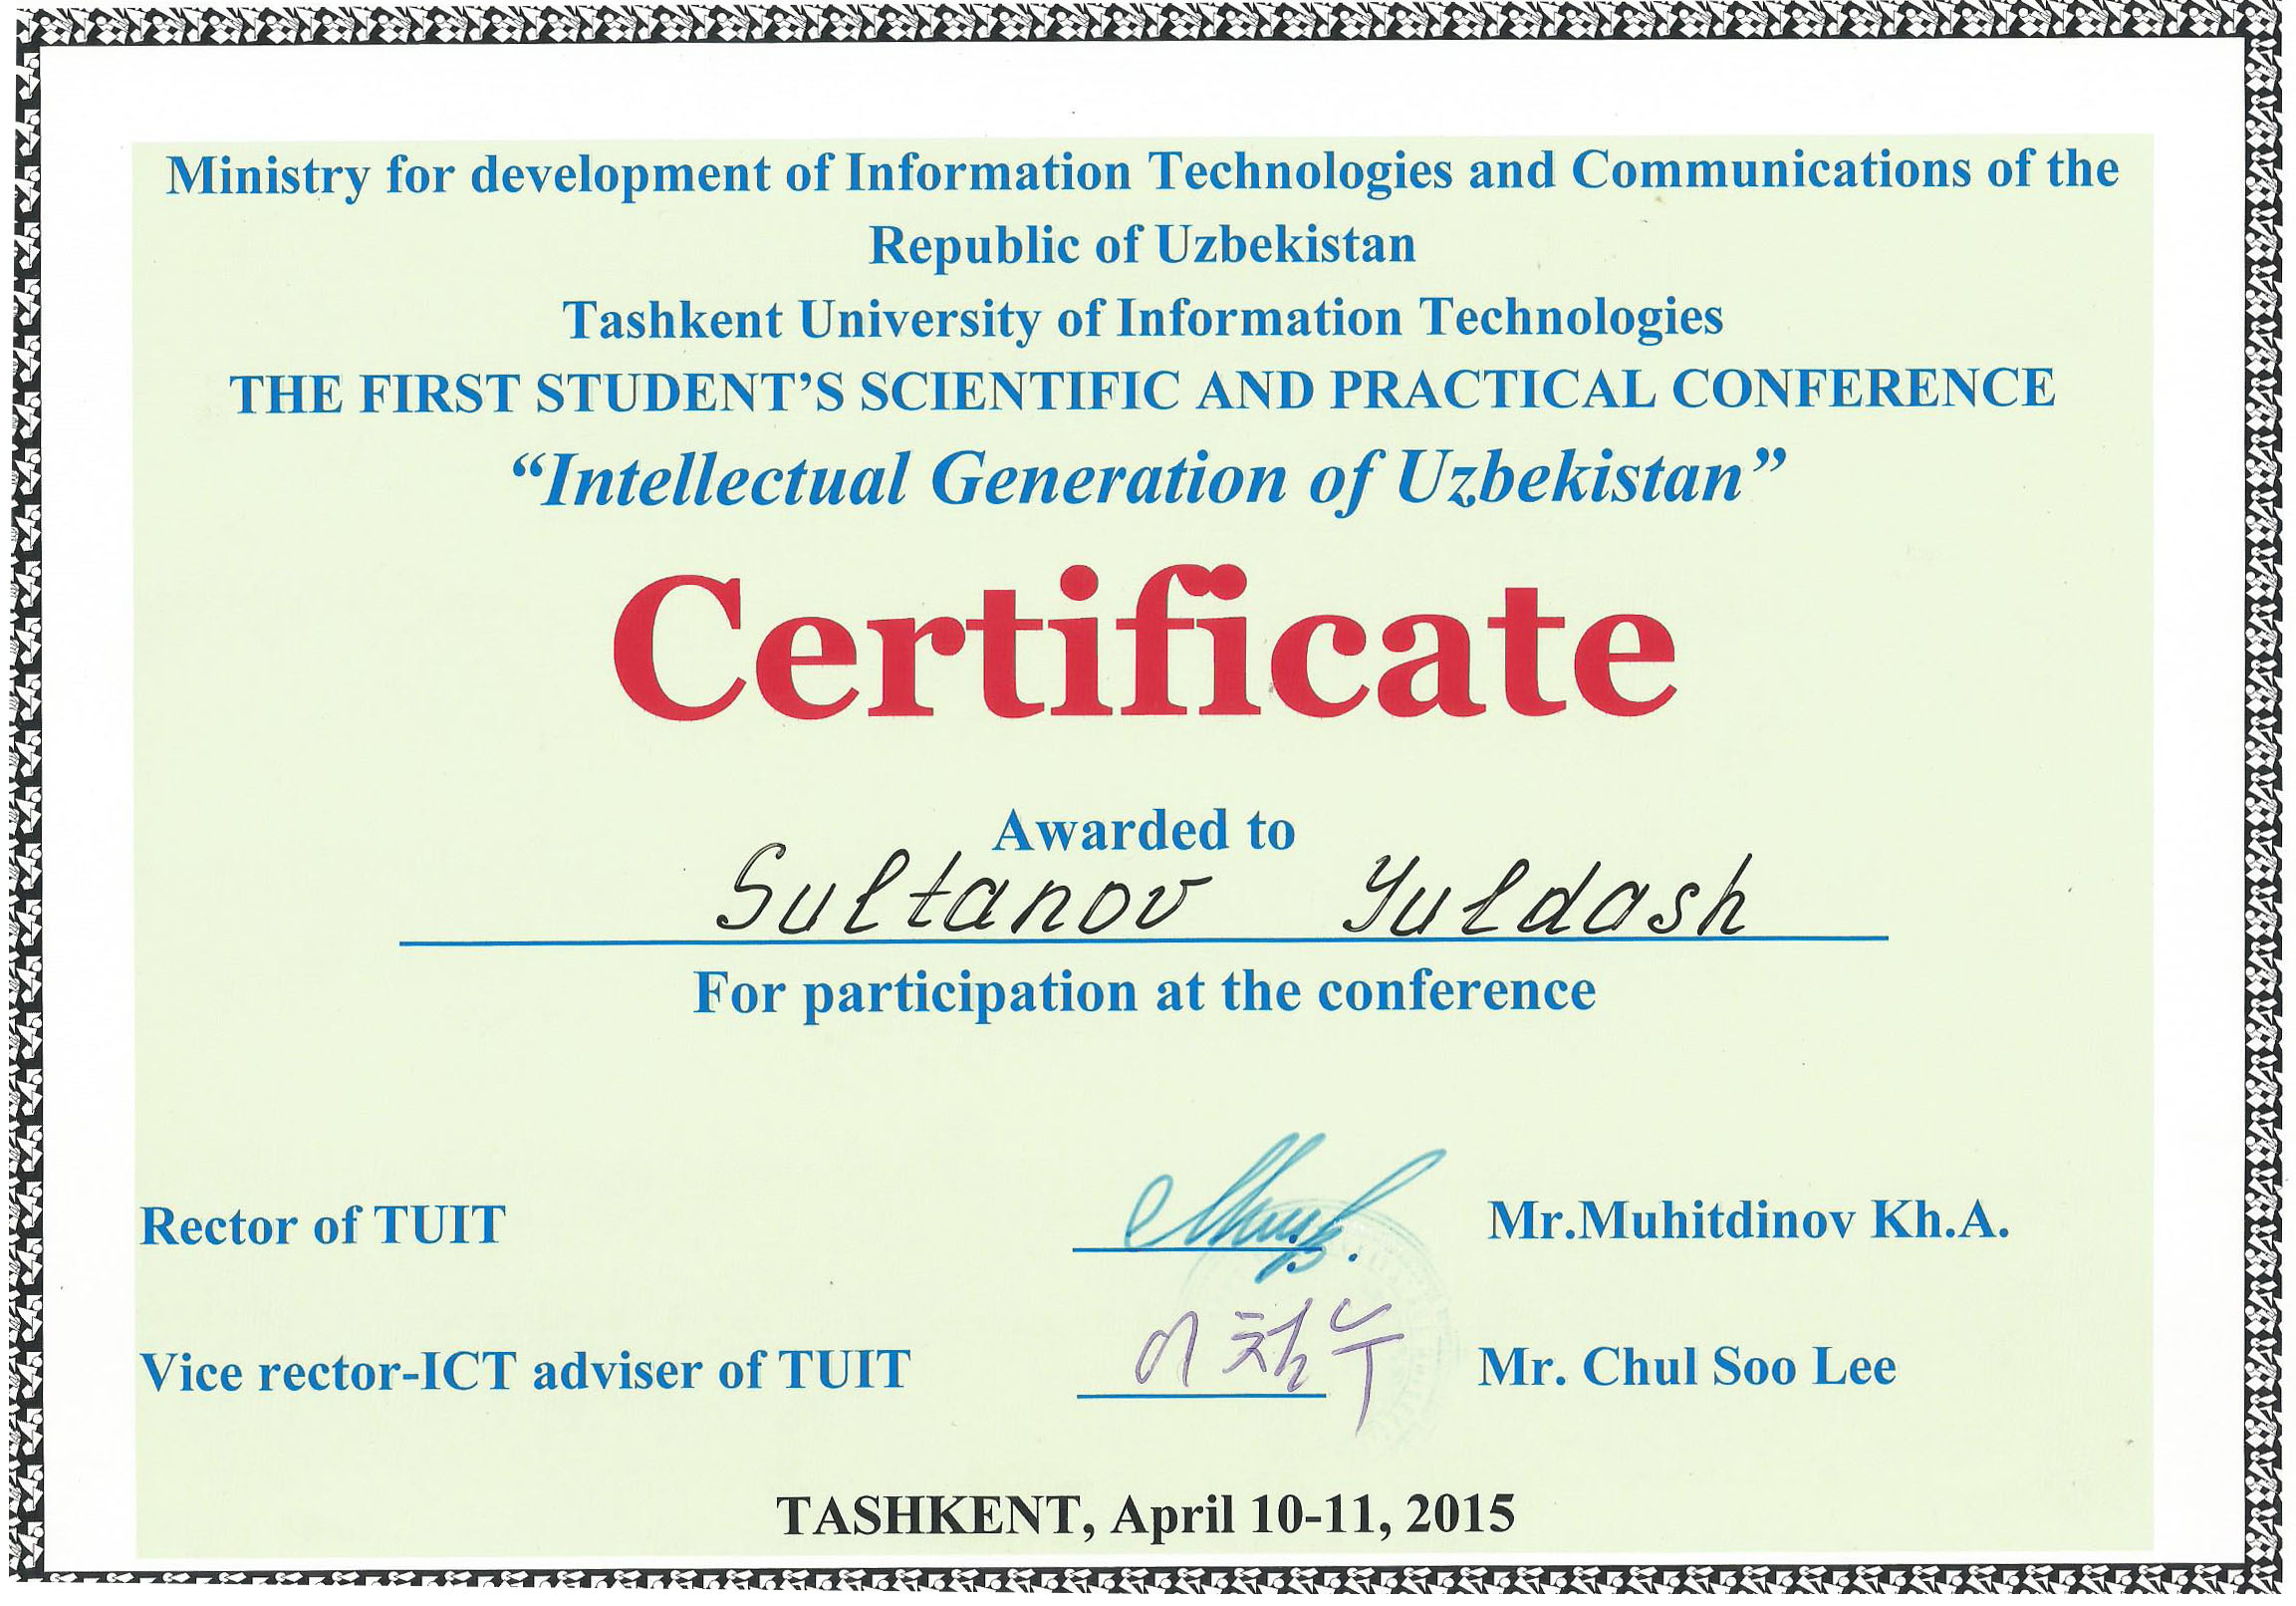 Ministry for development of Information Technologies and Communications of the
Republic of Uzbekistan
Tashkent University of Information Technologies
THE FIRST STUDENT’S SCIENTIFIC AND PRACTICAL CONFERENCE
“Intellectual Generation of Uzbekistan”
Certificate
Awarded to
Sultanov Yuldash
For participation at the conference
Rector of TUIT Mr.Muhitdinov Kh.A.
Vice rector-ICT adviser of TUIT 이철수 Mr. Chul Soo Lee
TASHKENT, April 10-11, 2015